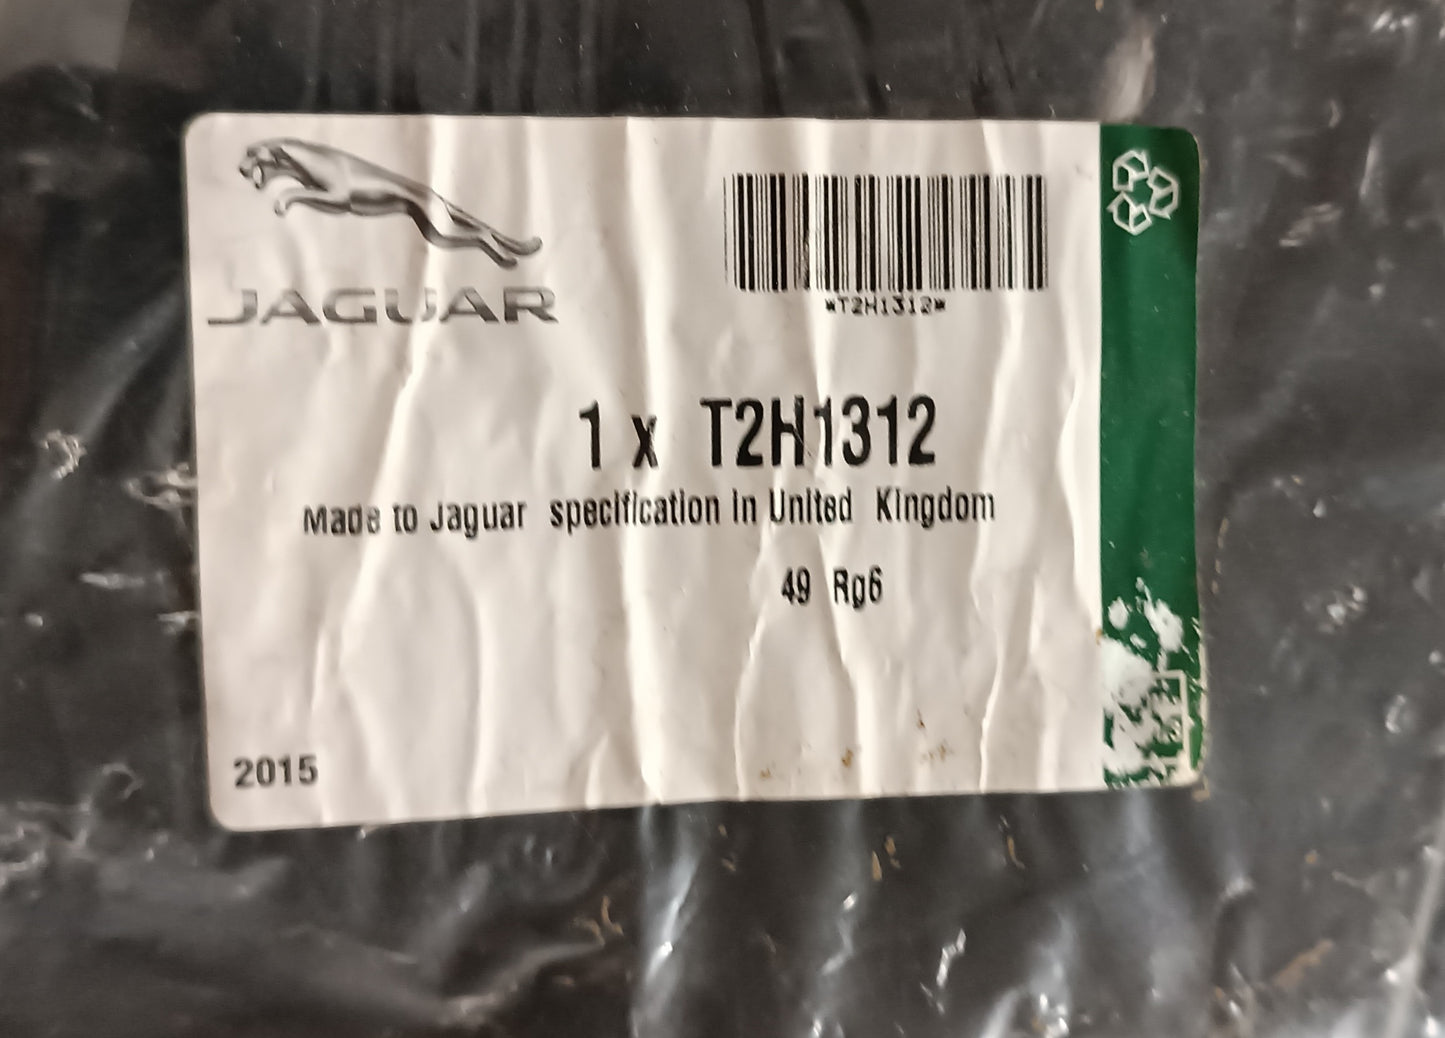 JAGUAR
*T2H1312*
1 x T2H1312
Made to Jaguar specification in United Kingdom
49 Rg6
2015